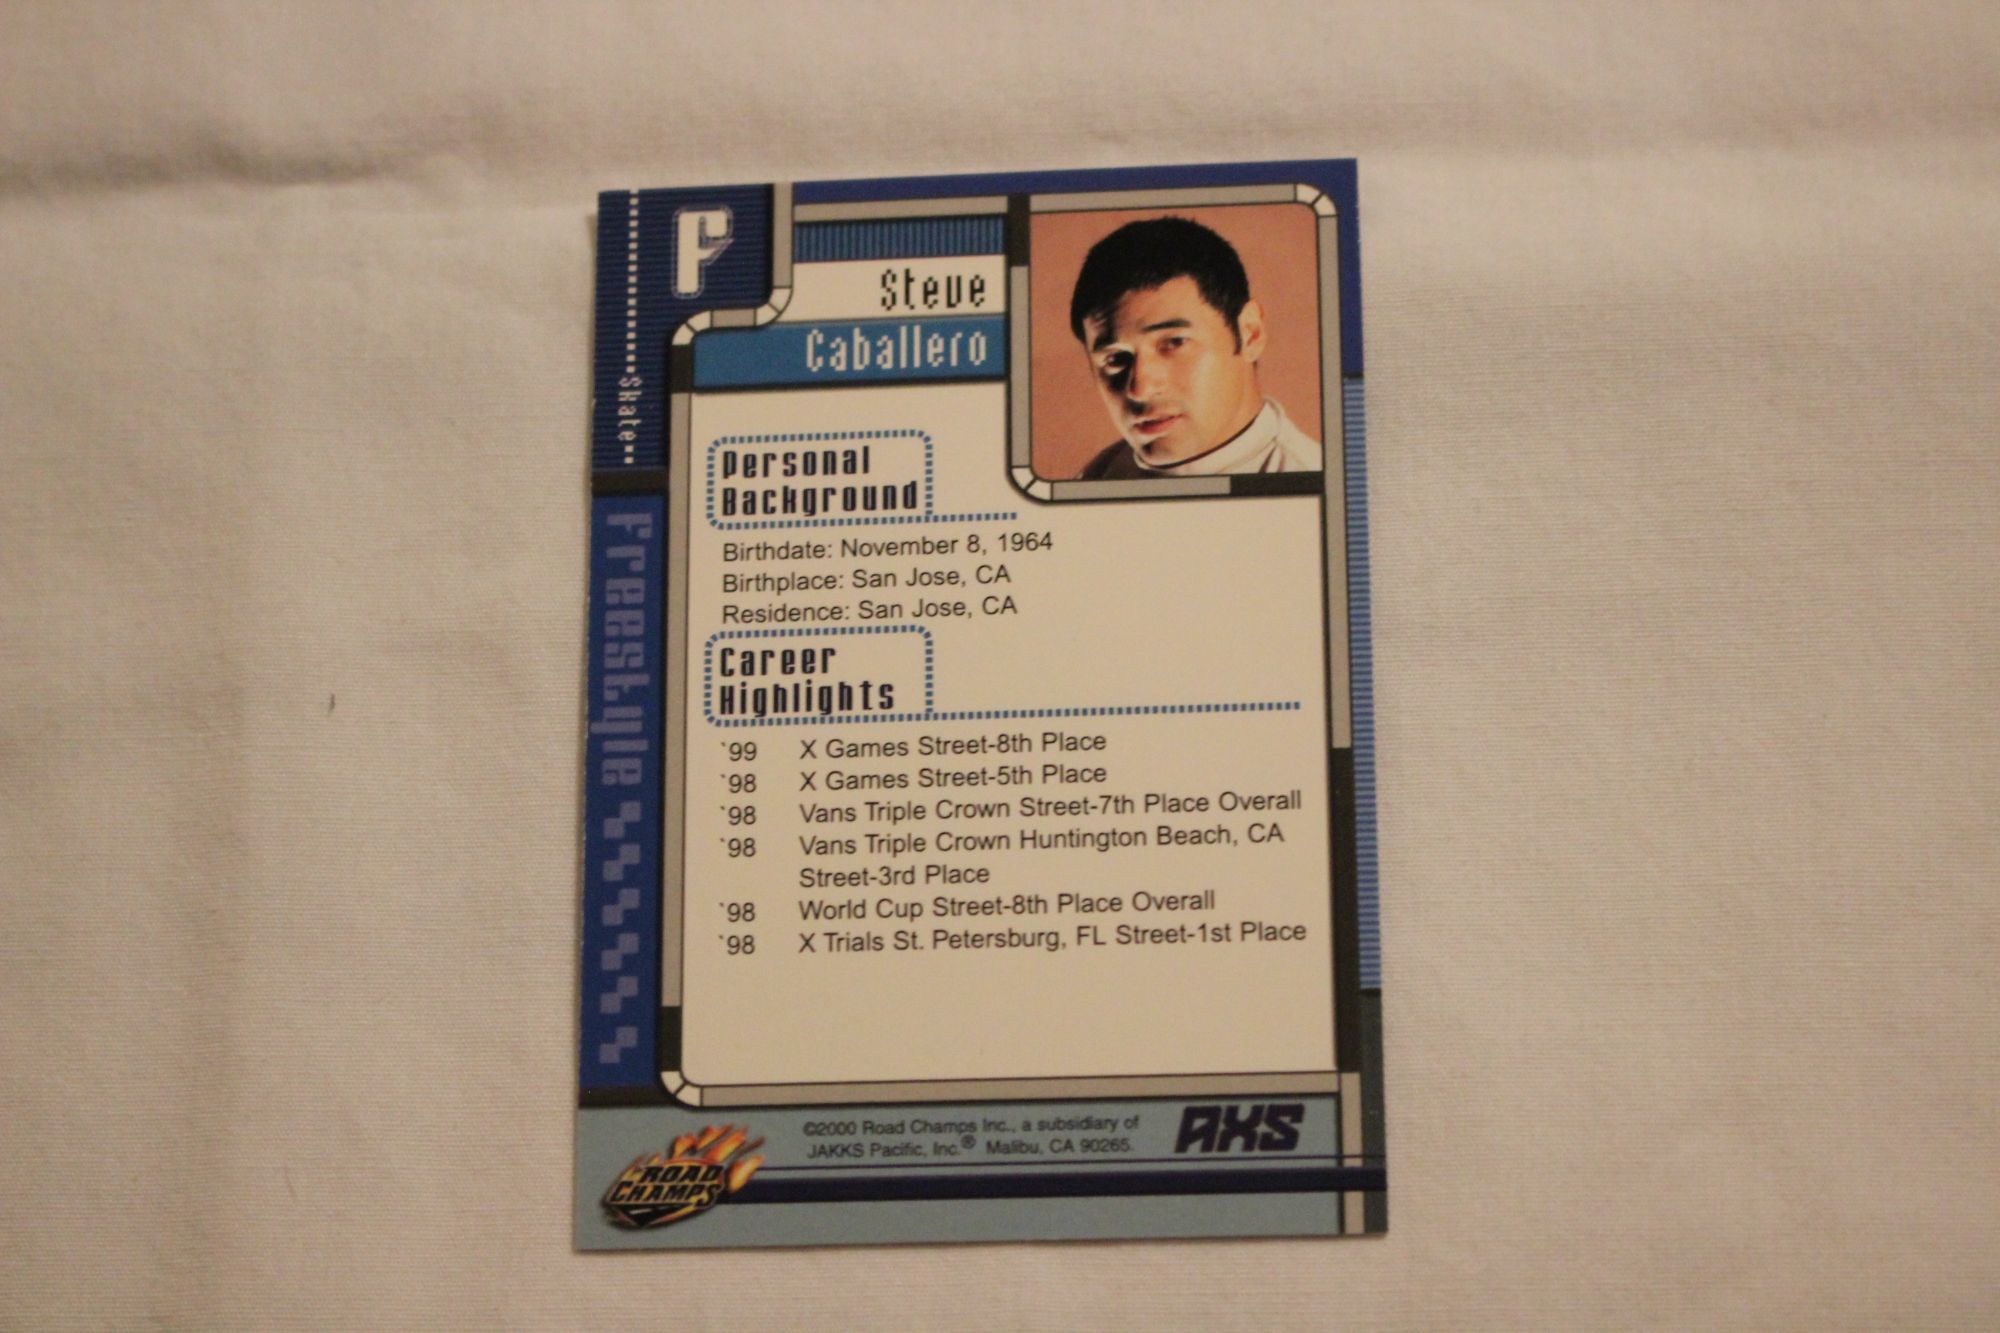 F
Steve
Caballero
Skate
Freestyle
Personal
Background
Birthdate: November 8, 1964
Birthplace: San Jose, CA
Residence: San Jose, CA
Career
Highlights
`99 X Games Street-8th Place
`98 X Games Street-5th Place
`98 Vans Triple Crown Street-7th Place Overall
`98 Vans Triple Crown Huntington Beach, CA
Street-3rd Place
`98 World Cup Street-8th Place Overall
`98 X Trials St. Petersburg, FL Street-1st Place
©2000 Road Champs Inc., a subsidiary of
JAKKS Pacific, Inc.® Malibu, CA 90265.
AXS
ROAD
CHAMPS